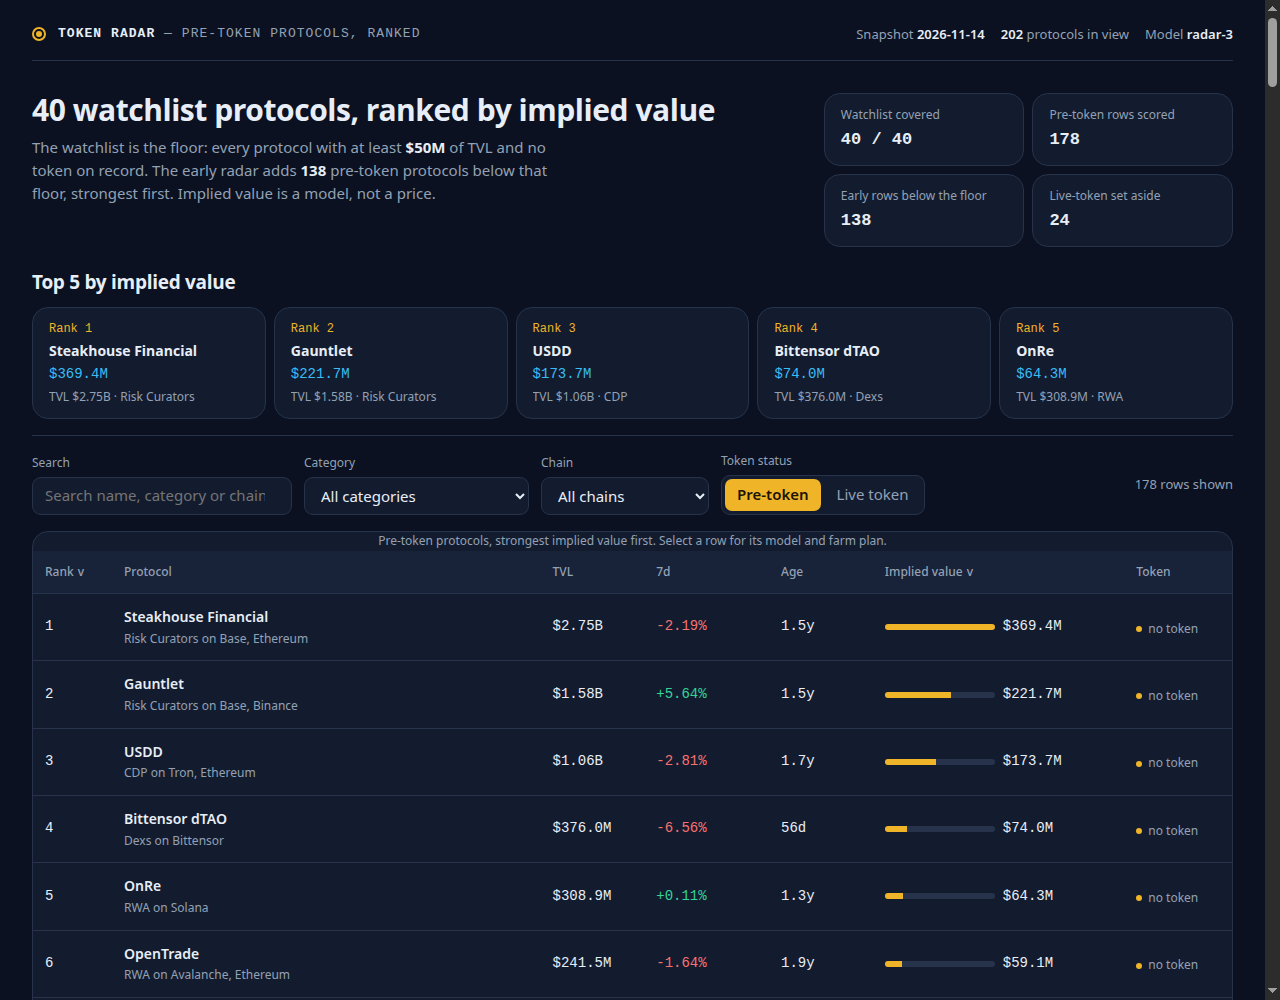 TOKEN RADAR — PRE-TOKEN PROTOCOLS, RANKED
Snapshot 2026-11-14 202 protocols in view Model radar-3
40 watchlist protocols, ranked by implied value
The watchlist is the floor: every protocol with at least $50M of TVL and no
token on record. The early radar adds 138 pre-token protocols below that
floor, strongest first. Implied value is a model, not a price.
Watchlist covered
40 / 40
Pre-token rows scored
178
Early rows below the floor
138
Live-token set aside
24
Top 5 by implied value
Rank 1
Steakhouse Financial
$369.4M
TVL $2.75B · Risk Curators
Rank 2
Gauntlet
$221.7M
TVL $1.58B · Risk Curators
Rank 3
USDD
$173.7M
TVL $1.06B · CDP
Rank 4
Bittensor dTAO
$74.0M
TVL $376.0M · Dexs
Rank 5
OnRe
$64.3M
TVL $308.9M · RWA
Search
Search name, category or chain
Category
All categories
Chain
All chains
Token status
Pre-token Live token
178 rows shown
Pre-token protocols, strongest implied value first. Select a row for its model and farm plan.
Rank v Protocol TVL 7d Age Implied value v Token
1 Steakhouse Financial $2.75B -2.19% 1.5y $369.4M no token
Risk Curators on Base, Ethereum
2 Gauntlet $1.58B +5.64% 1.5y $221.7M no token
Risk Curators on Base, Binance
3 USDD $1.06B -2.81% 1.7y $173.7M no token
CDP on Tron, Ethereum
4 Bittensor dTAO $376.0M -6.56% 56d $74.0M no token
Dexs on Bittensor
5 OnRe $308.9M +0.11% 1.3y $64.3M no token
RWA on Solana
6 OpenTrade $241.5M -1.64% 1.9y $59.1M no token
RWA on Avalanche, Ethereum